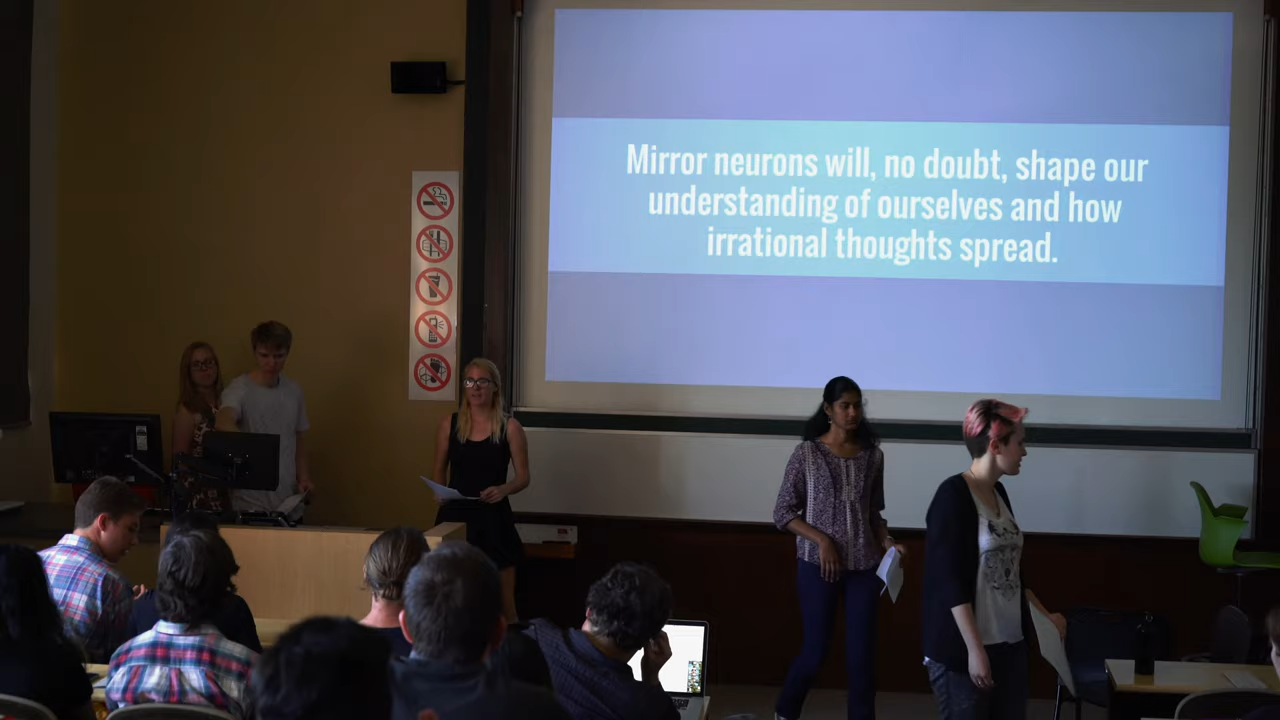 Mirror neurons will, no doubt, shape our
understanding of ourselves and how
irrational thoughts spread.